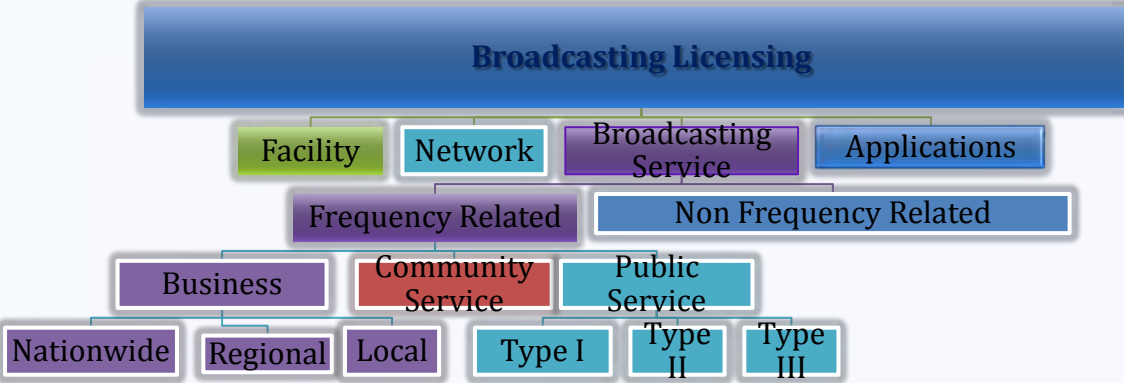 Broadcasting Licensing
Facility
Network
Broadcasting
Service
Applications
Frequency Related
Non Frequency Related
Business
Community
Service
Public
Service
Nationwide
Regional
Local
Type I
Type
II
Type
III